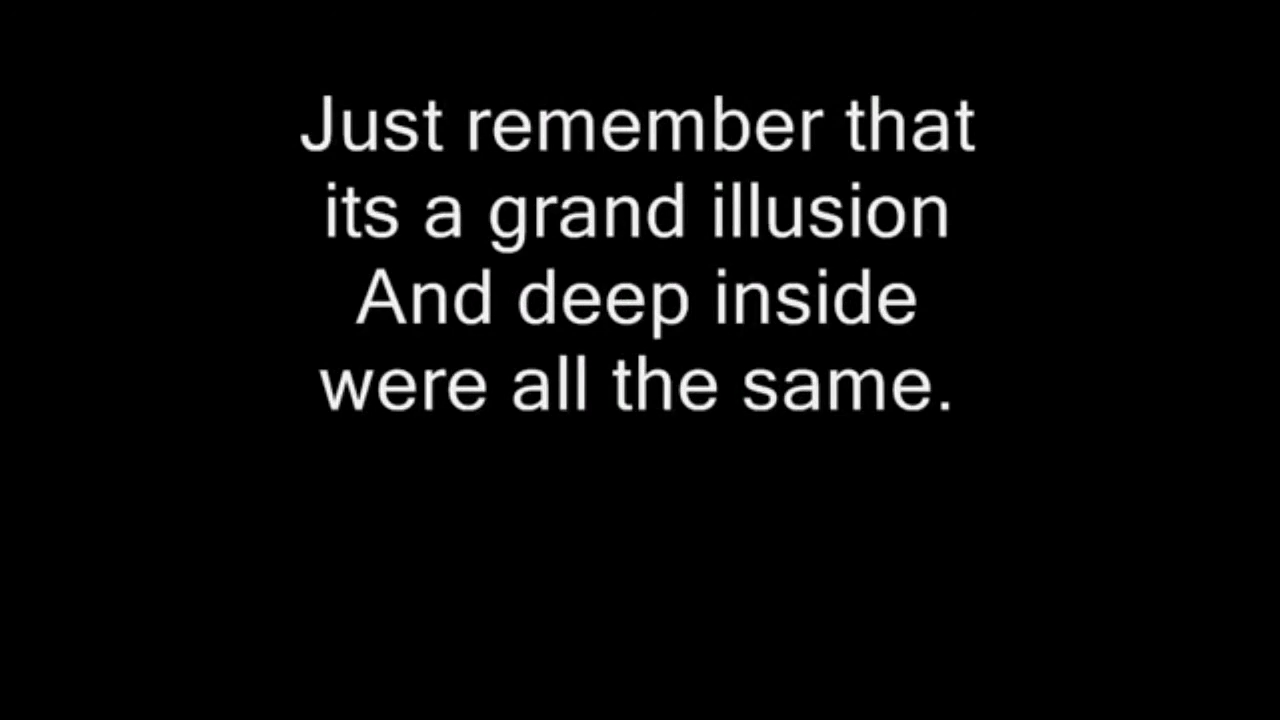 Just remember that
its a grand illusion
And deep inside
were all the same.